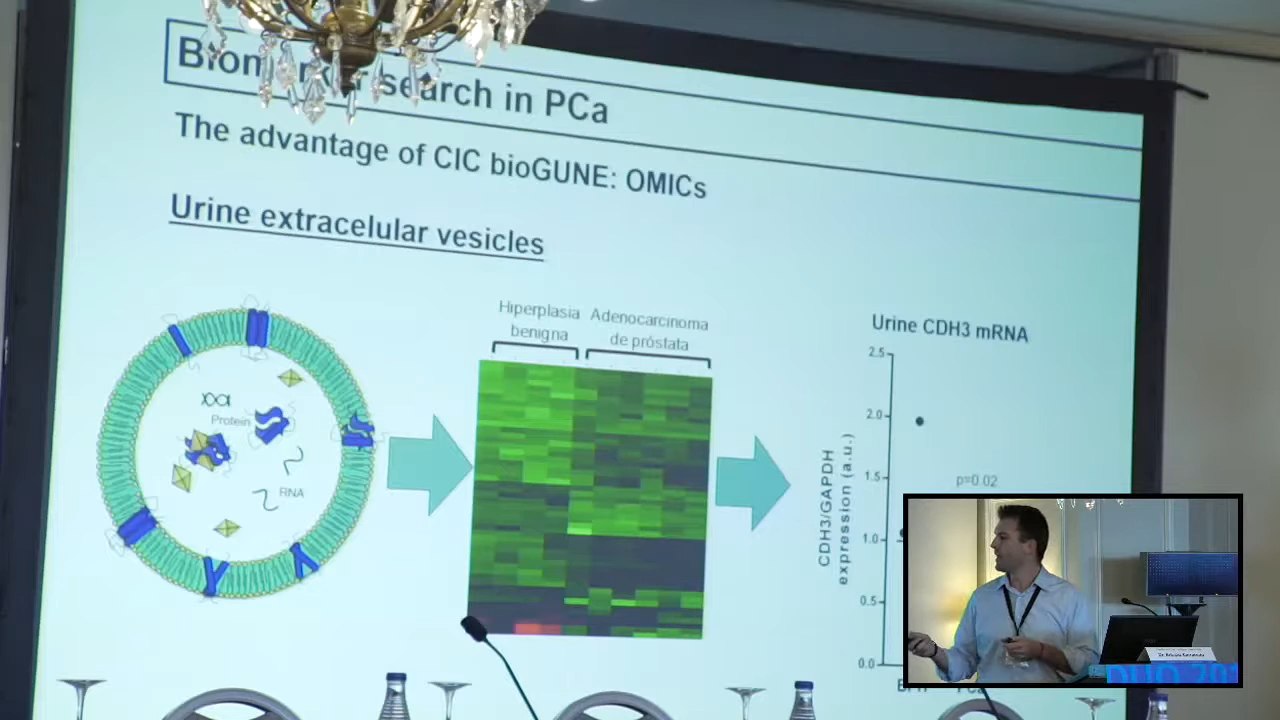 search in PCa
The advantage of CIC bioGUNE: OMICs
Urine extracelular vesicles
Hiperplasia
benigna
Adenocarcinoma
de próstata
Protein
RNA
Urine CDH3 mRNA
2.5
2.0
1.5
1.0
0.5
0.0
CDH3/GAPDH
expression (a.u.)
p=0.02